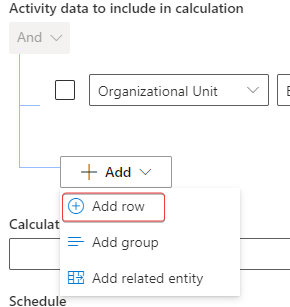 Activity data to include in calculation
And
Organizational Unit
Add
Add row
Calculat
Add group
Add related entity
Schedule